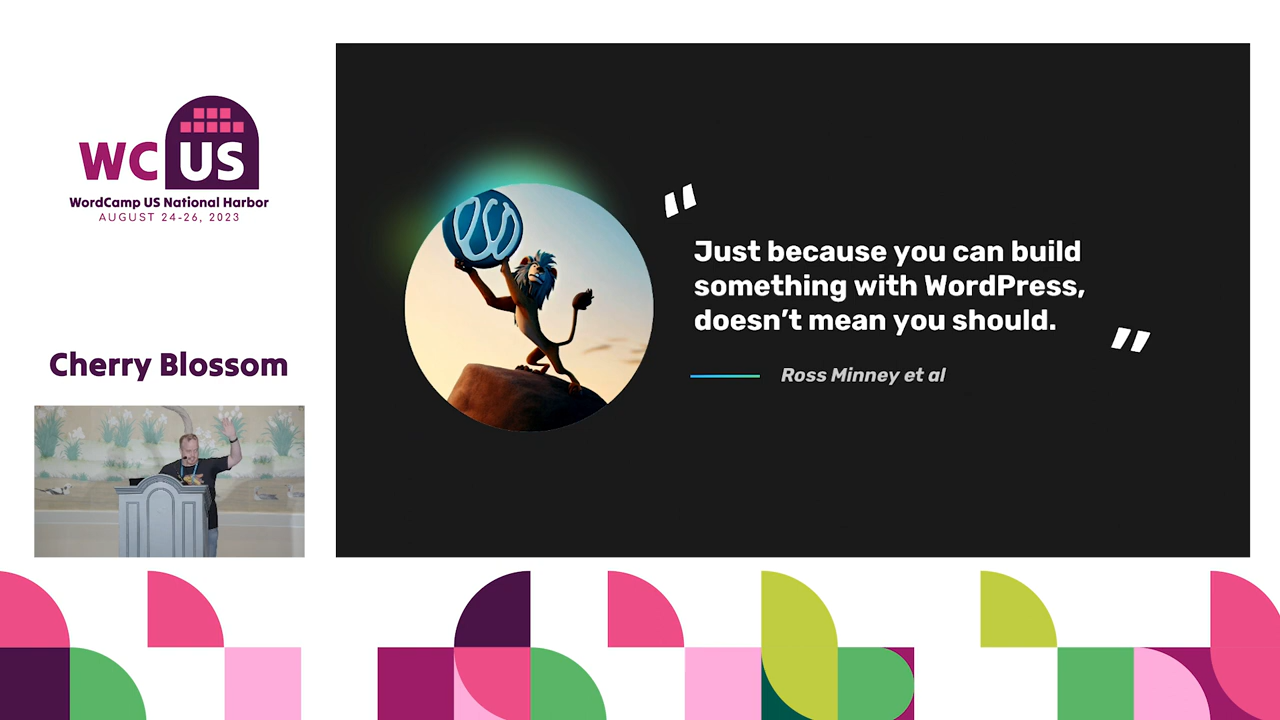 WC US
WordCamp US National Harbor
AUGUST 24-26, 2023
Cherry Blossom
"
Just because you can build
something with WordPress,
doesn’t mean you should.
"
Ross Minney et al